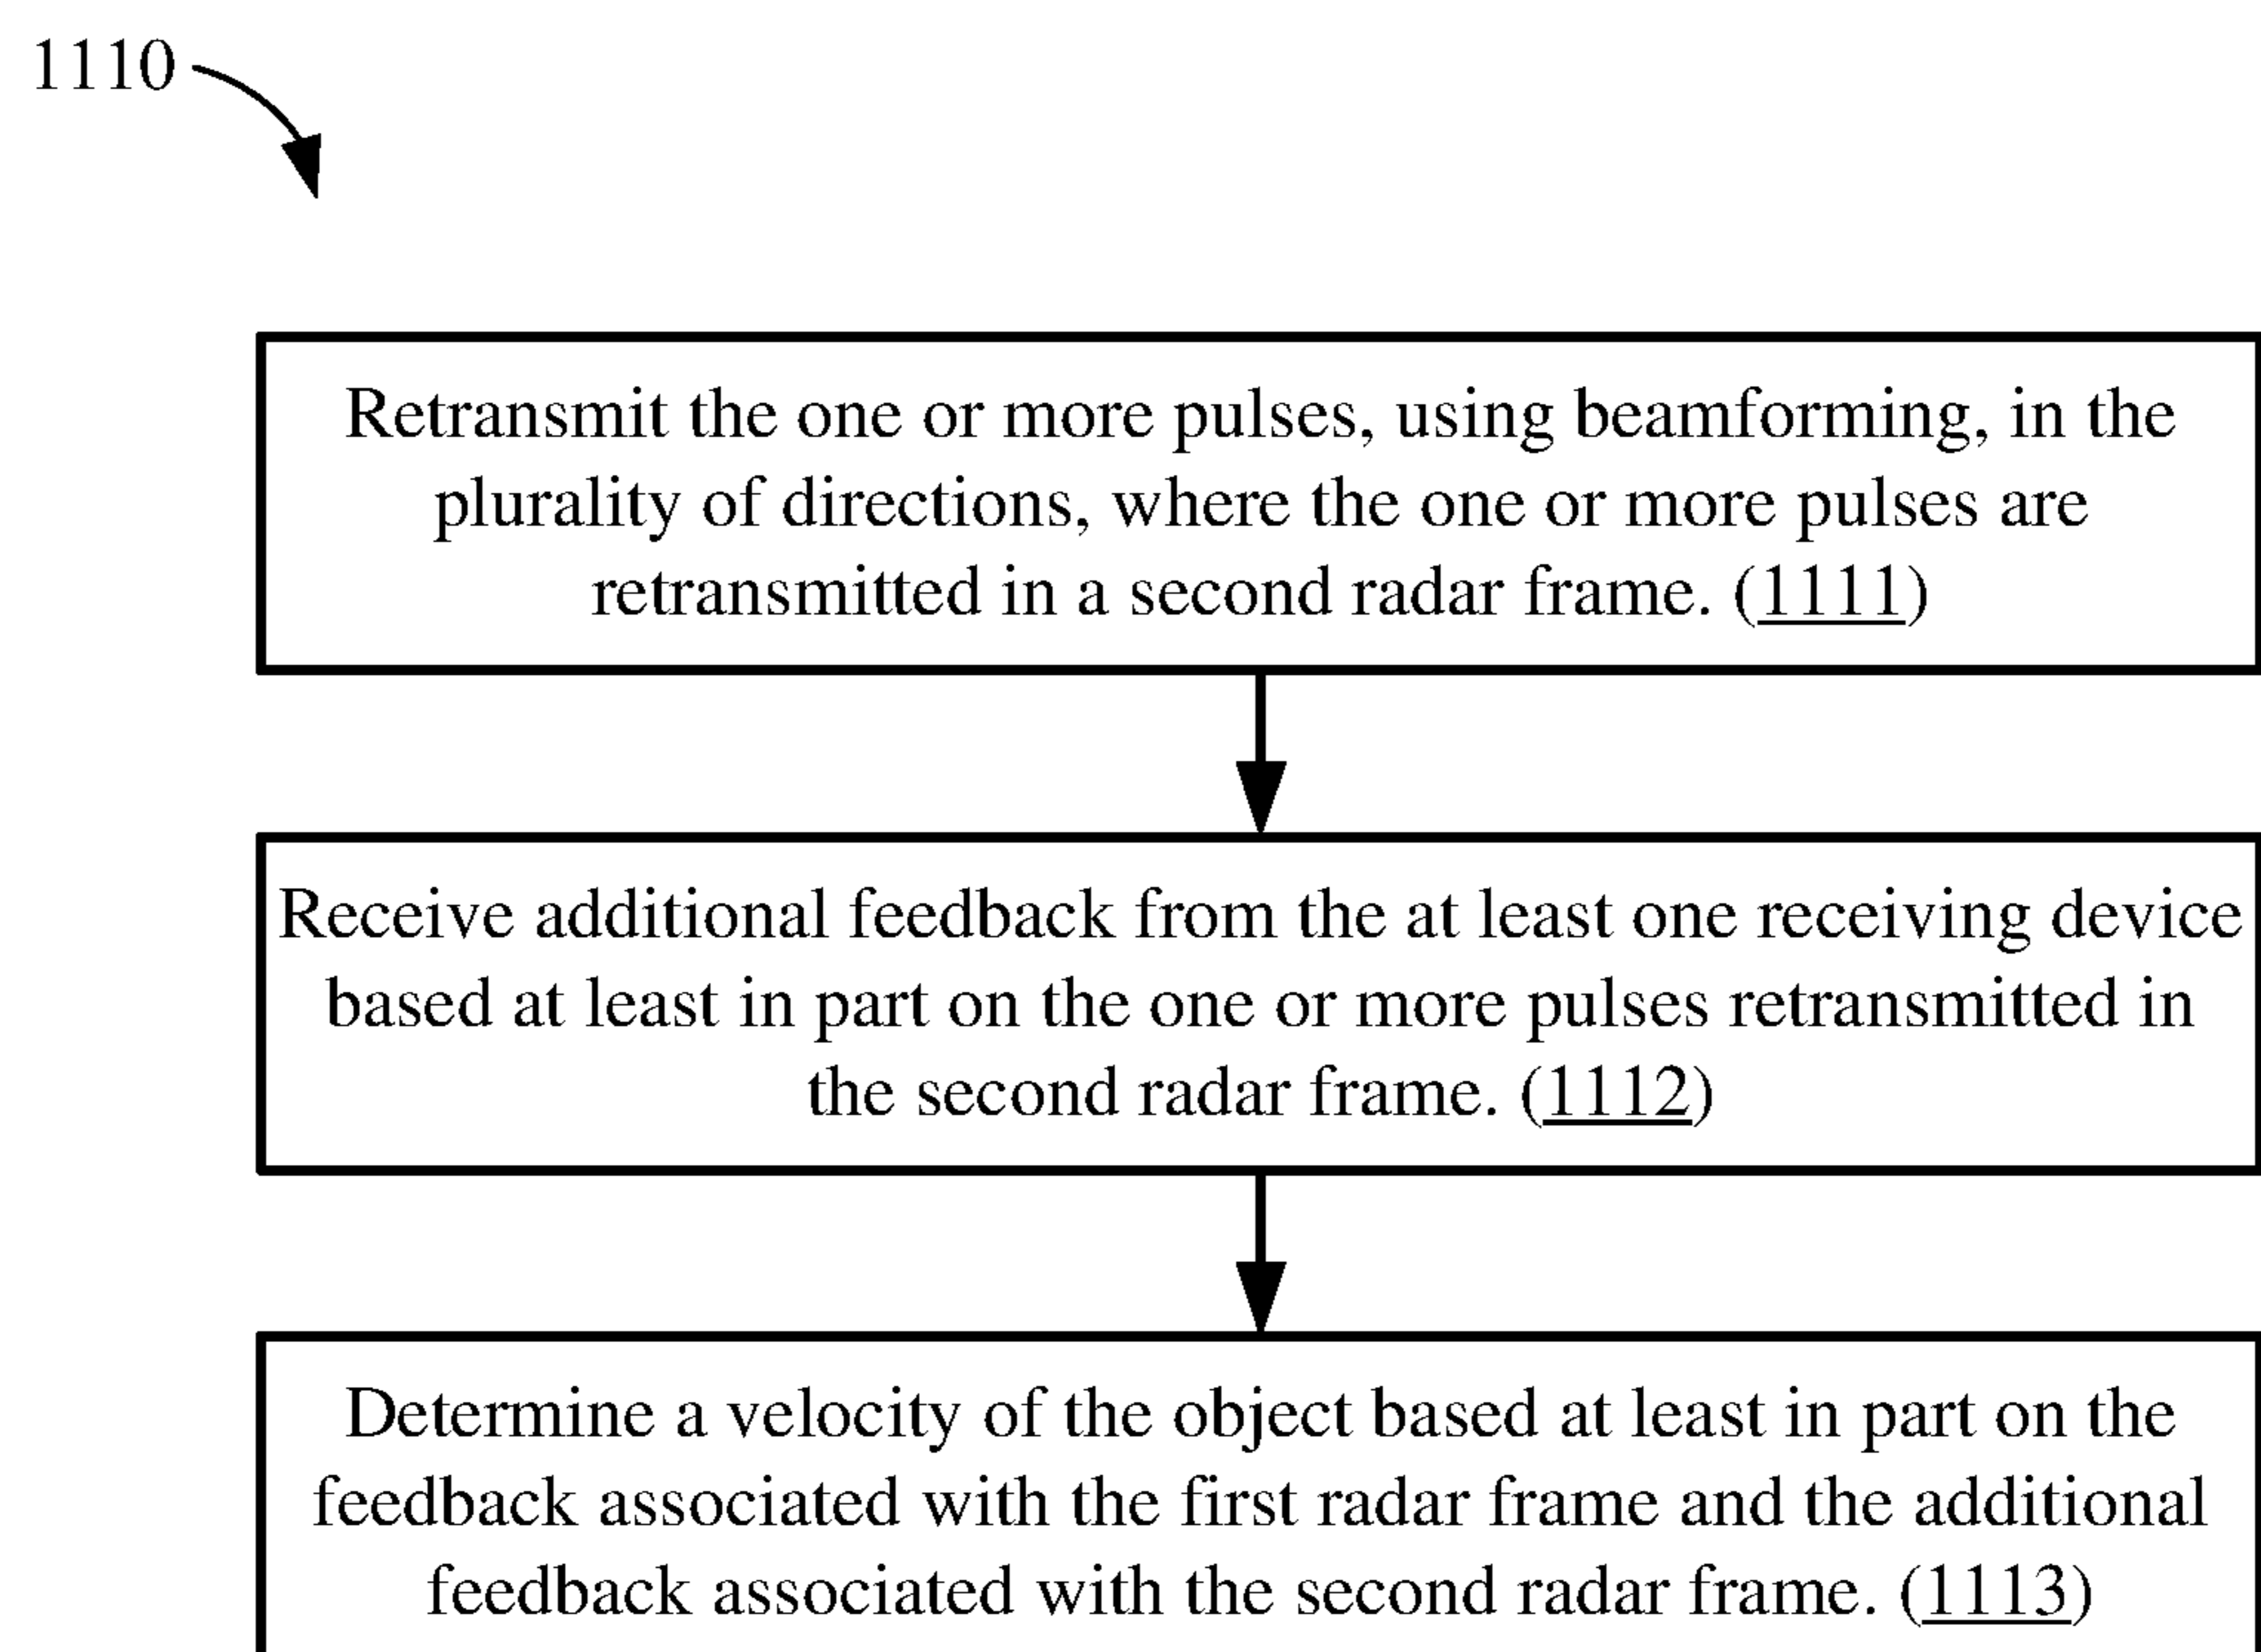 1110
Retransmit the one or more pulses, using beamforming, in the
plurality of directions, where the one or more pulses are
retransmitted in a second radar frame. (1111)
Receive additional feedback from the at least one receiving device
based at least in part on the one or more pulses retransmitted in
the second radar frame. (1112)
Determine a velocity of the object based at least in part on the
feedback associated with the first radar frame and the additional
feedback associated with the second radar frame. (1113)